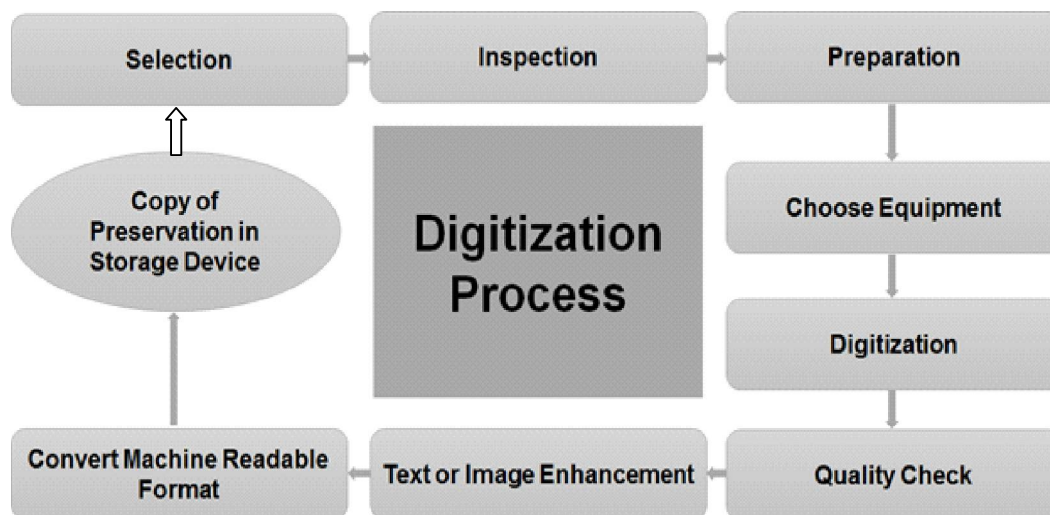 Selection
Inspection
Preparation
Copy of
Preservation in
Storage Device
Digitization
Process
Choose Equipment
Digitization
Convert Machine Readable
Format
Text or Image Enhancement
Quality Check